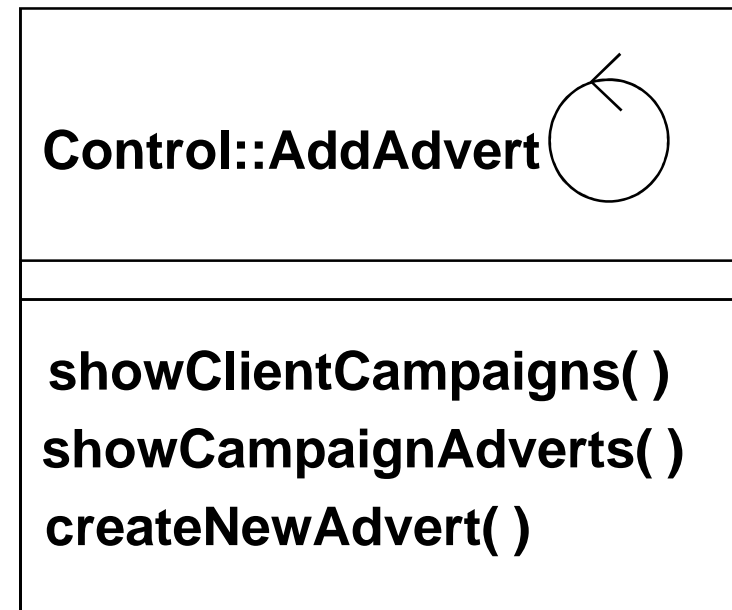 Control::AddAdvert
showClientCampaigns( )
showCampaignAdverts( )
createNewAdvert( )